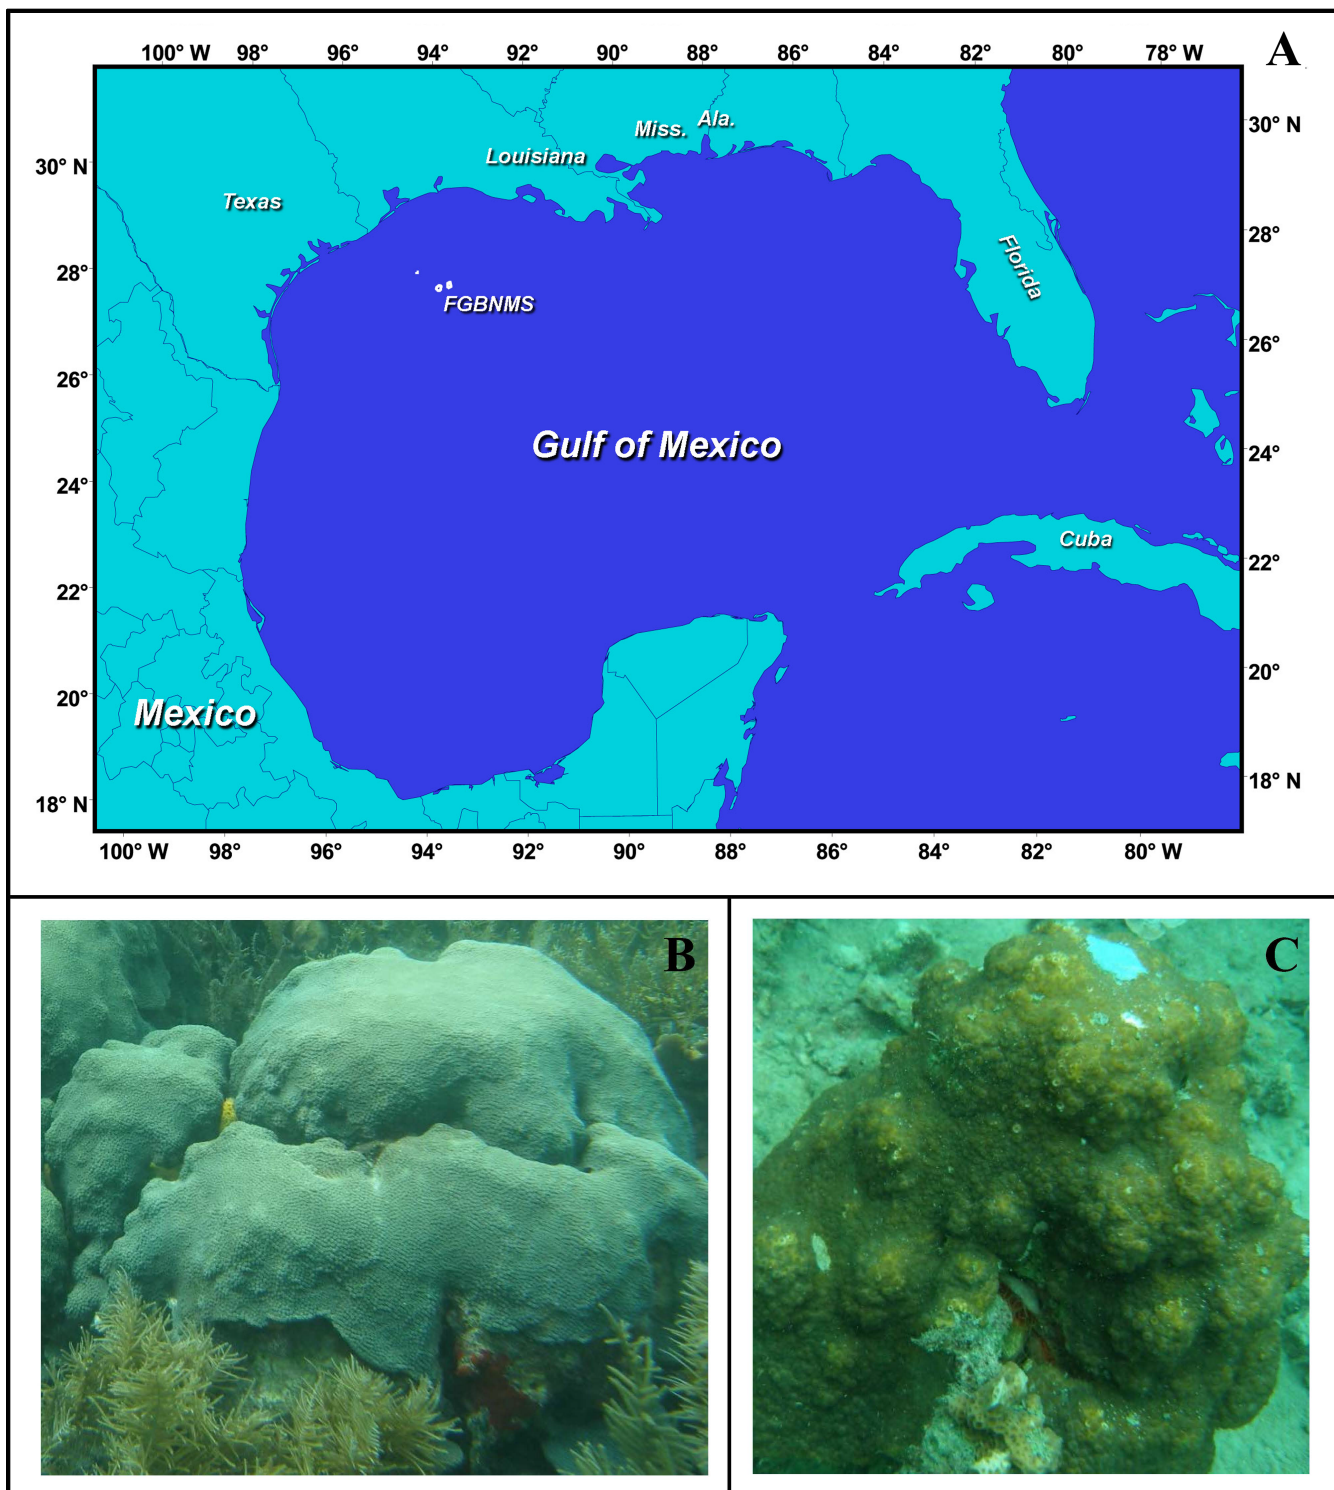 A
100° W 98° 96° 94° 92° 90° 88° 86° 84° 82° 80° 78° W
30° N
28°
26°
24°
22°
20°
18° N
30° N
28°
26°
24°
22°
20°
18° N
Texas
Louisiana
Miss.
Ala.
Florida
FGBNMS
Gulf of Mexico
Cuba
Mexico
100° W 98° 96° 94° 92° 90° 88° 86° 84° 82° 80° W
B
C